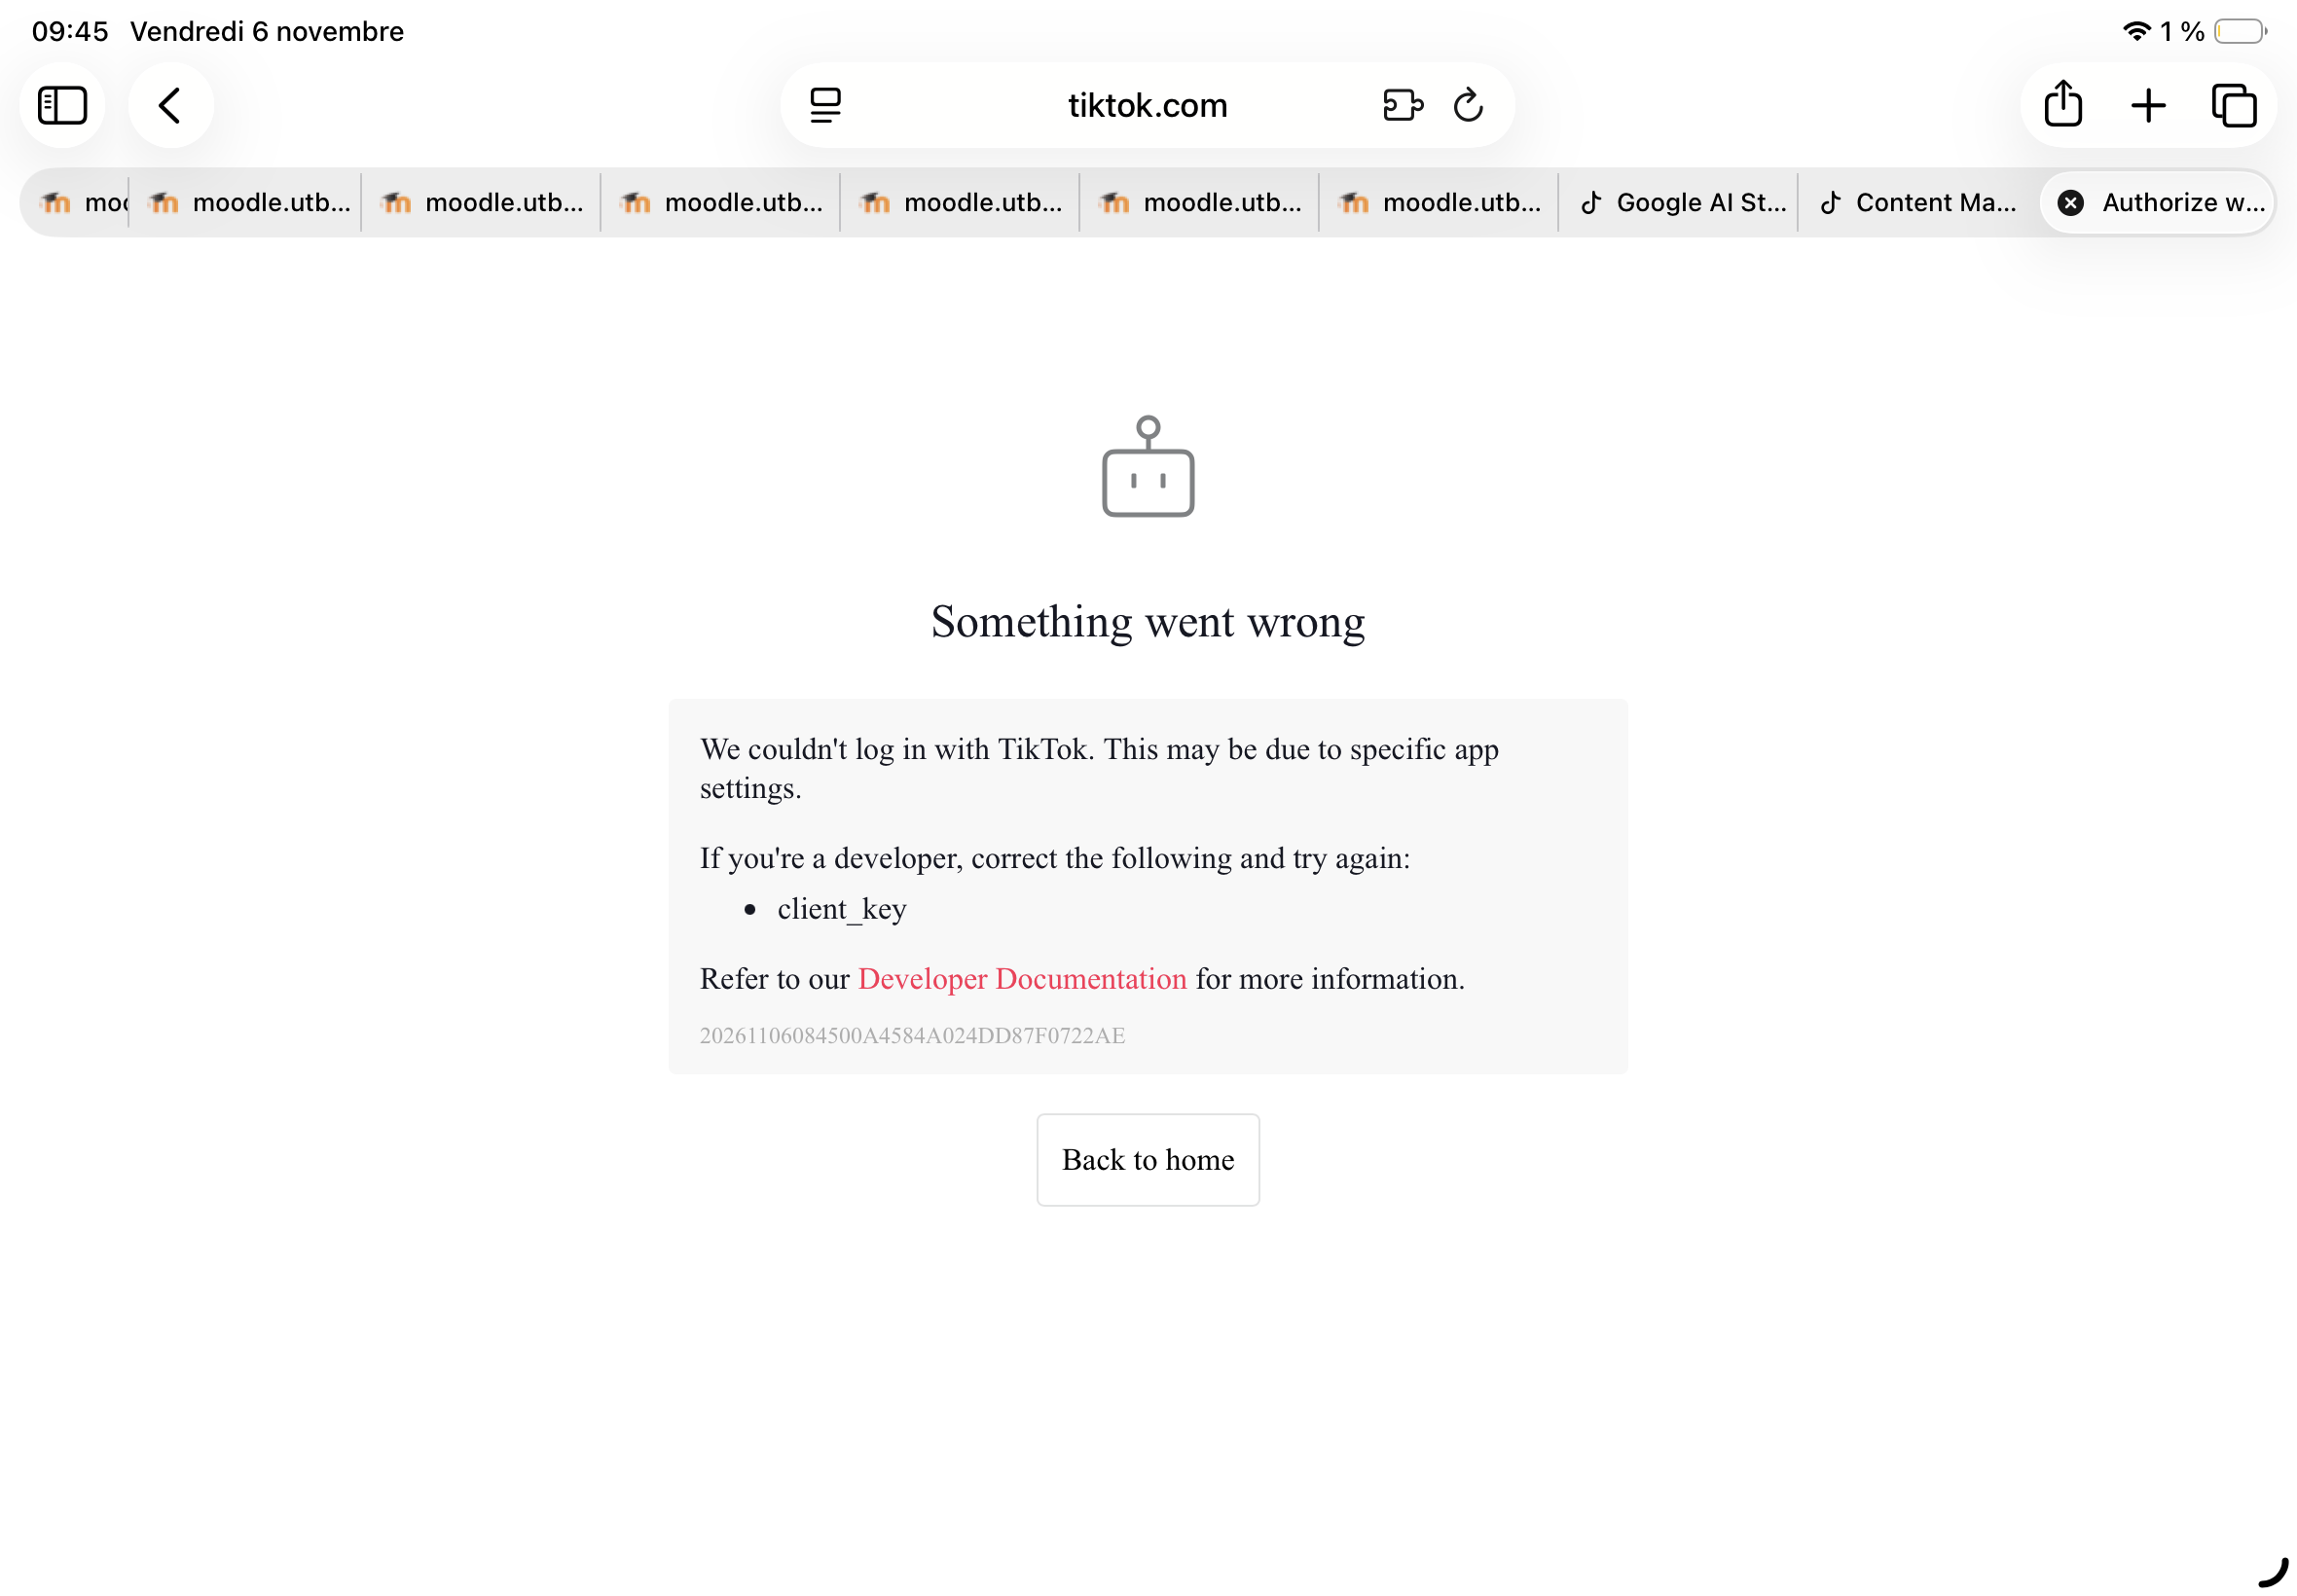 09:45 Vendredi 6 novembre 1 %
tiktok.com
moodle.utb... moodle.utb... moodle.utb... moodle.utb... moodle.utb... moodle.utb... Google AI St... Content Ma... Authorize w...
Something went wrong
We couldn't log in with TikTok. This may be due to specific app
settings.
If you're a developer, correct the following and try again:
• client_key
Refer to our Developer Documentation for more information.
20261106084500A4584A024DD87F0722AE
Back to home